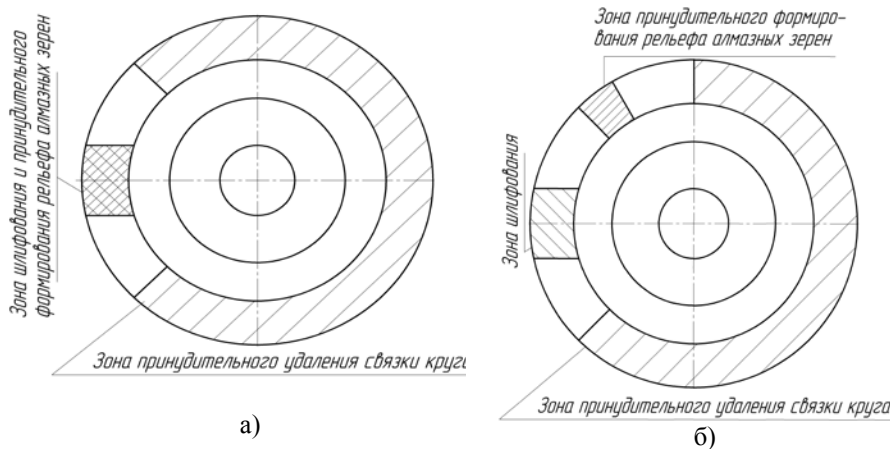 Зона шлифования и принудительного
формирования рельефа алмазных зерен
Зона принудительного удаления связки круга
а)
Зона принудительного формиро-
вания рельефа алмазных зерен
Зона шлифования
Зона принудительного удаления связки круга
б)